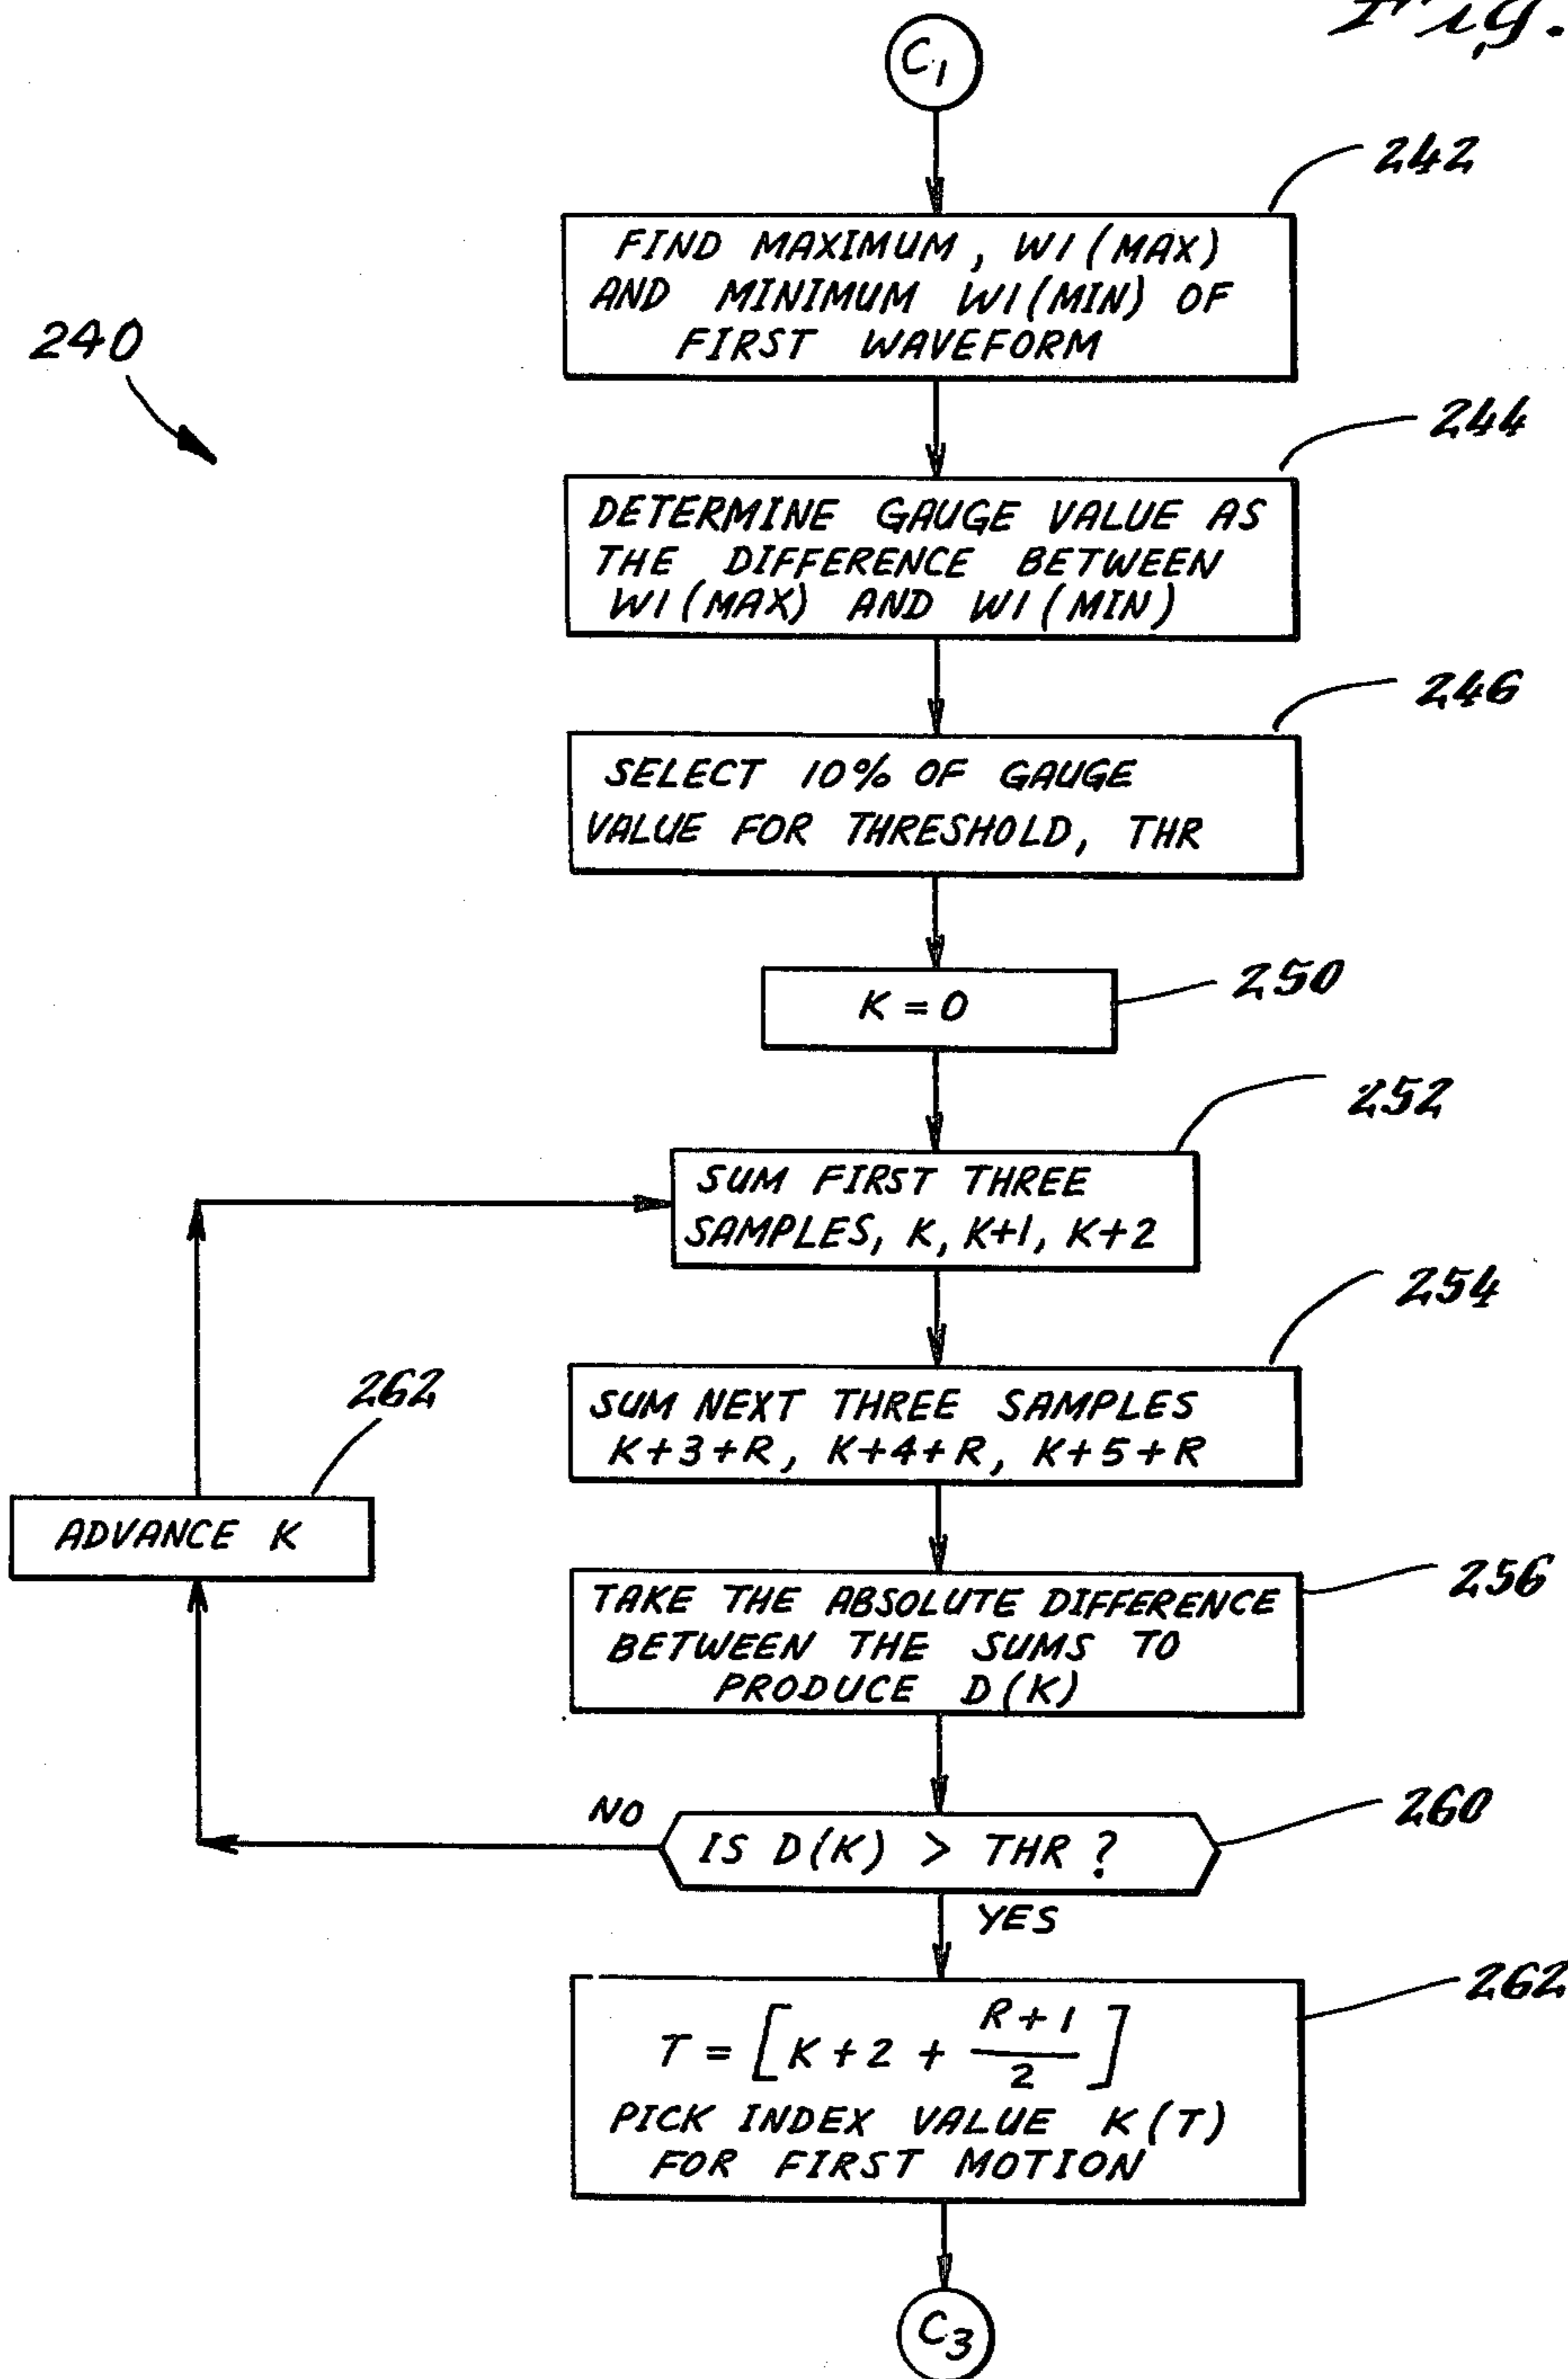 Fig.
C1
242
FIND MAXIMUM, W1(MAX)
AND MINIMUM W1(MIN) OF
FIRST WAVEFORM
240
244
DETERMINE GAUGE VALUE AS
THE DIFFERENCE BETWEEN
W1(MAX) AND W1(MIN)
246
SELECT 10% OF GAUGE
VALUE FOR THRESHOLD, THR
K = 0
250
252
SUM FIRST THREE
SAMPLES, K, K+1, K+2
254
SUM NEXT THREE SAMPLES
K+3+R, K+4+R, K+5+R
262
ADVANCE K
256
TAKE THE ABSOLUTE DIFFERENCE
BETWEEN THE SUMS TO
PRODUCE D(K)
260
NO
IS D(K) > THR ?
YES
262
T = [K+2 + (R+1)/2]
PICK INDEX VALUE K(T)
FOR FIRST MOTION
C3